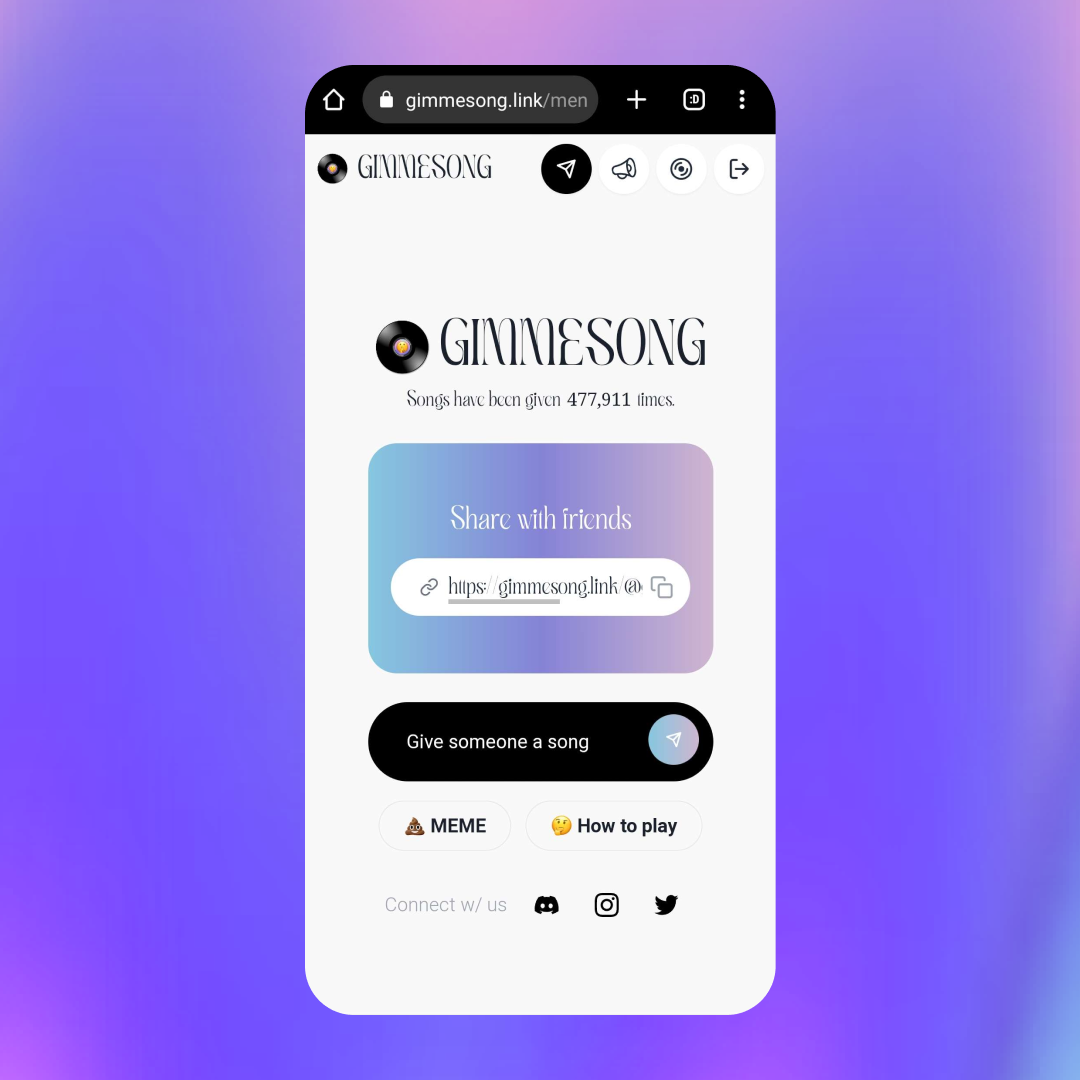 gimmesong.link/men
:D
GIMMESONG
GIMMESONG
Songs have been given 477,911 times.
Share with friends
https://gimmesong.link/@
Give someone a song
💩 MEME
🤔 How to play
Connect w/ us